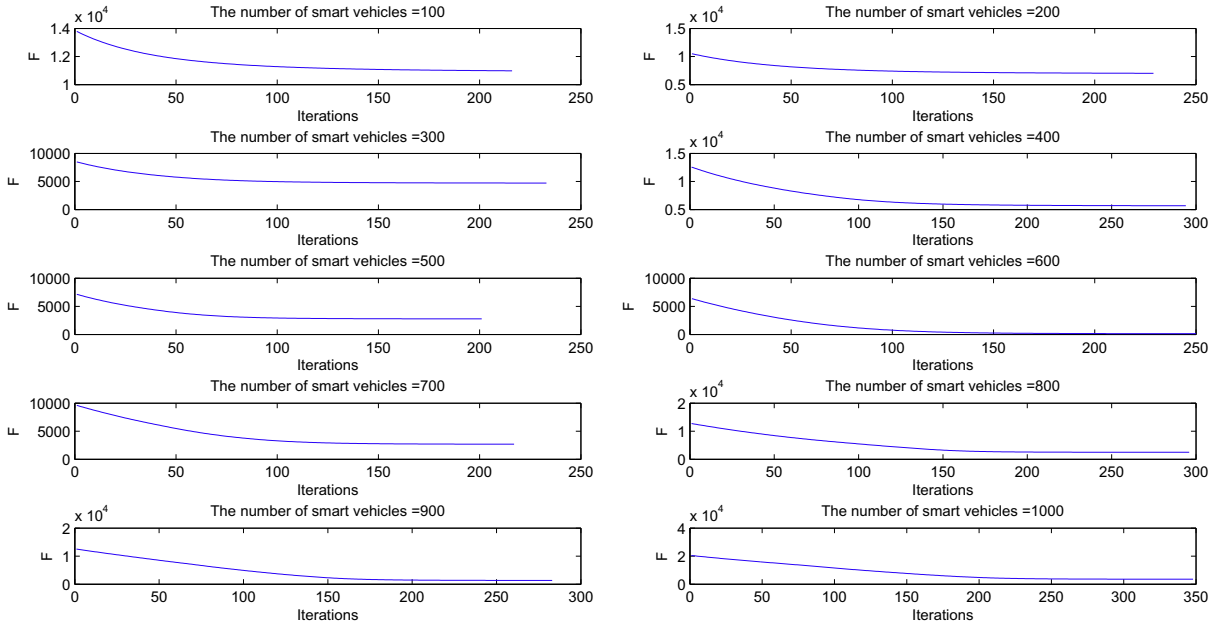 The number of smart vehicles =100
x 10^4
1.4
1.2
1
F
0 50 100 150 200 250
Iterations
The number of smart vehicles =200
x 10^4
1.5
1
0.5
F
0 50 100 150 200 250
Iterations
The number of smart vehicles =300
10000
5000
0
F
0 50 100 150 200 250
Iterations
The number of smart vehicles =400
x 10^4
1.5
1
0.5
F
0 50 100 150 200 250 300
Iterations
The number of smart vehicles =500
10000
5000
0
F
0 50 100 150 200 250
Iterations
The number of smart vehicles =600
10000
5000
0
F
0 50 100 150 200 250
Iterations
The number of smart vehicles =700
10000
5000
0
F
0 50 100 150 200 250
Iterations
The number of smart vehicles =800
x 10^4
2
1
0
F
0 50 100 150 200 250 300
Iterations
The number of smart vehicles =900
x 10^4
2
1
0
F
0 50 100 150 200 250 300
Iterations
The number of smart vehicles =1000
x 10^4
4
2
0
F
0 50 100 150 200 250 300 350
Iterations